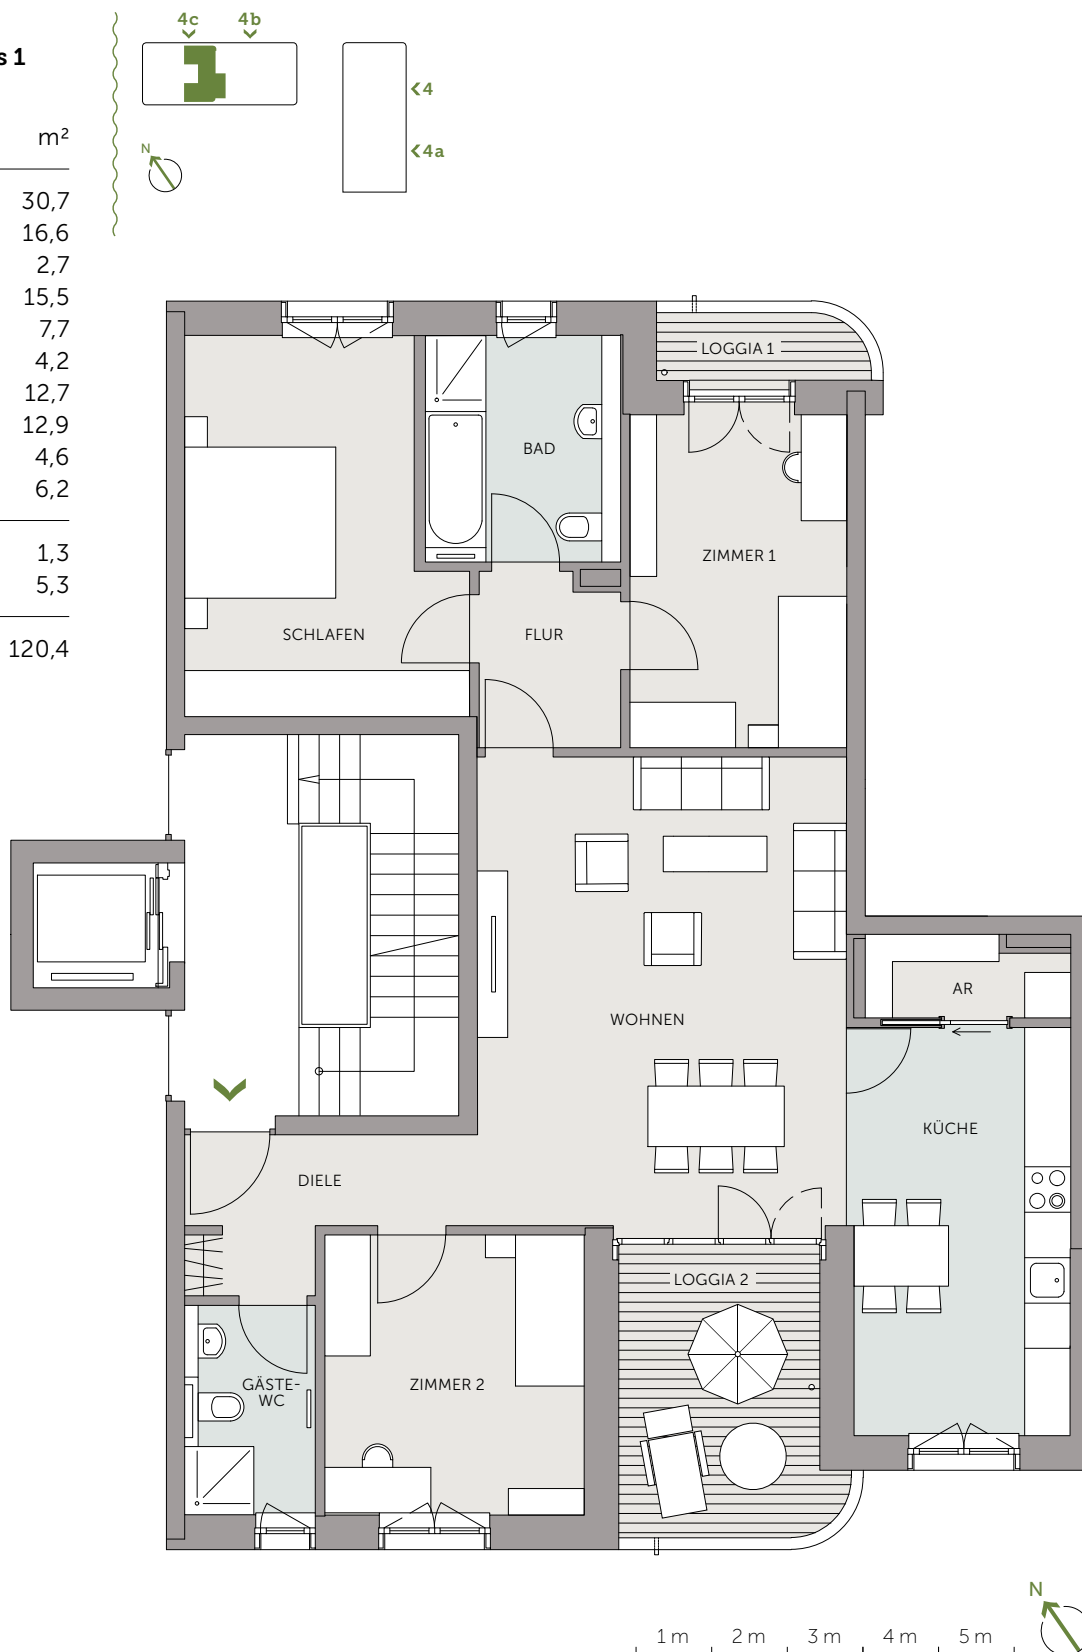 4c 4b
s 1
4
m²
N
4a
30,7
16,6
2,7
15,5
7,7
4,2
12,7
12,9
4,6
6,2
1,3
5,3
120,4
LOGGIA 1
BAD
ZIMMER 1
SCHLAFEN
FLUR
AR
WOHNEN
KÜCHE
DIELE
LOGGIA 2
GÄSTE-
WC
ZIMMER 2
N
1 m 2 m 3 m 4 m 5 m